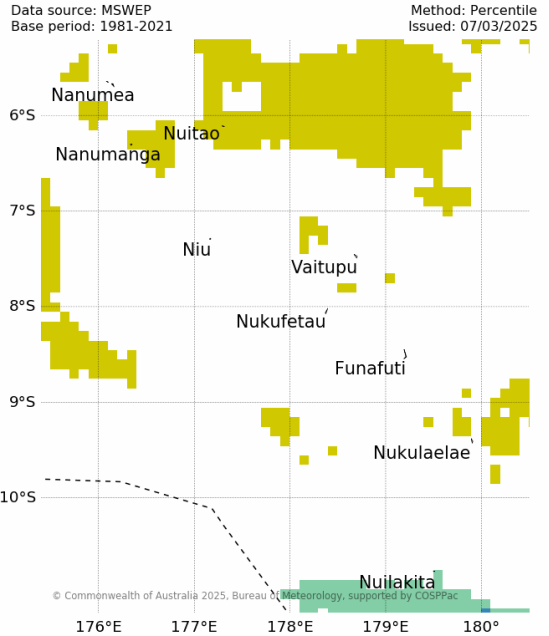 Data source: MSWEP
Base period: 1981-2021
Method: Percentile
Issued: 07/03/2025
Nanumea
6°S
Nuitao
Nanumanga
7°S
Niu
Vaitupu
8°S
Nukufetau
Funafuti
9°S
Nukulaelae
10°S
Nuilakita
© Commonwealth of Australia 2025, Bureau of Meteorology, supported by COSPPac
176°E
177°E
178°E
179°E
180°